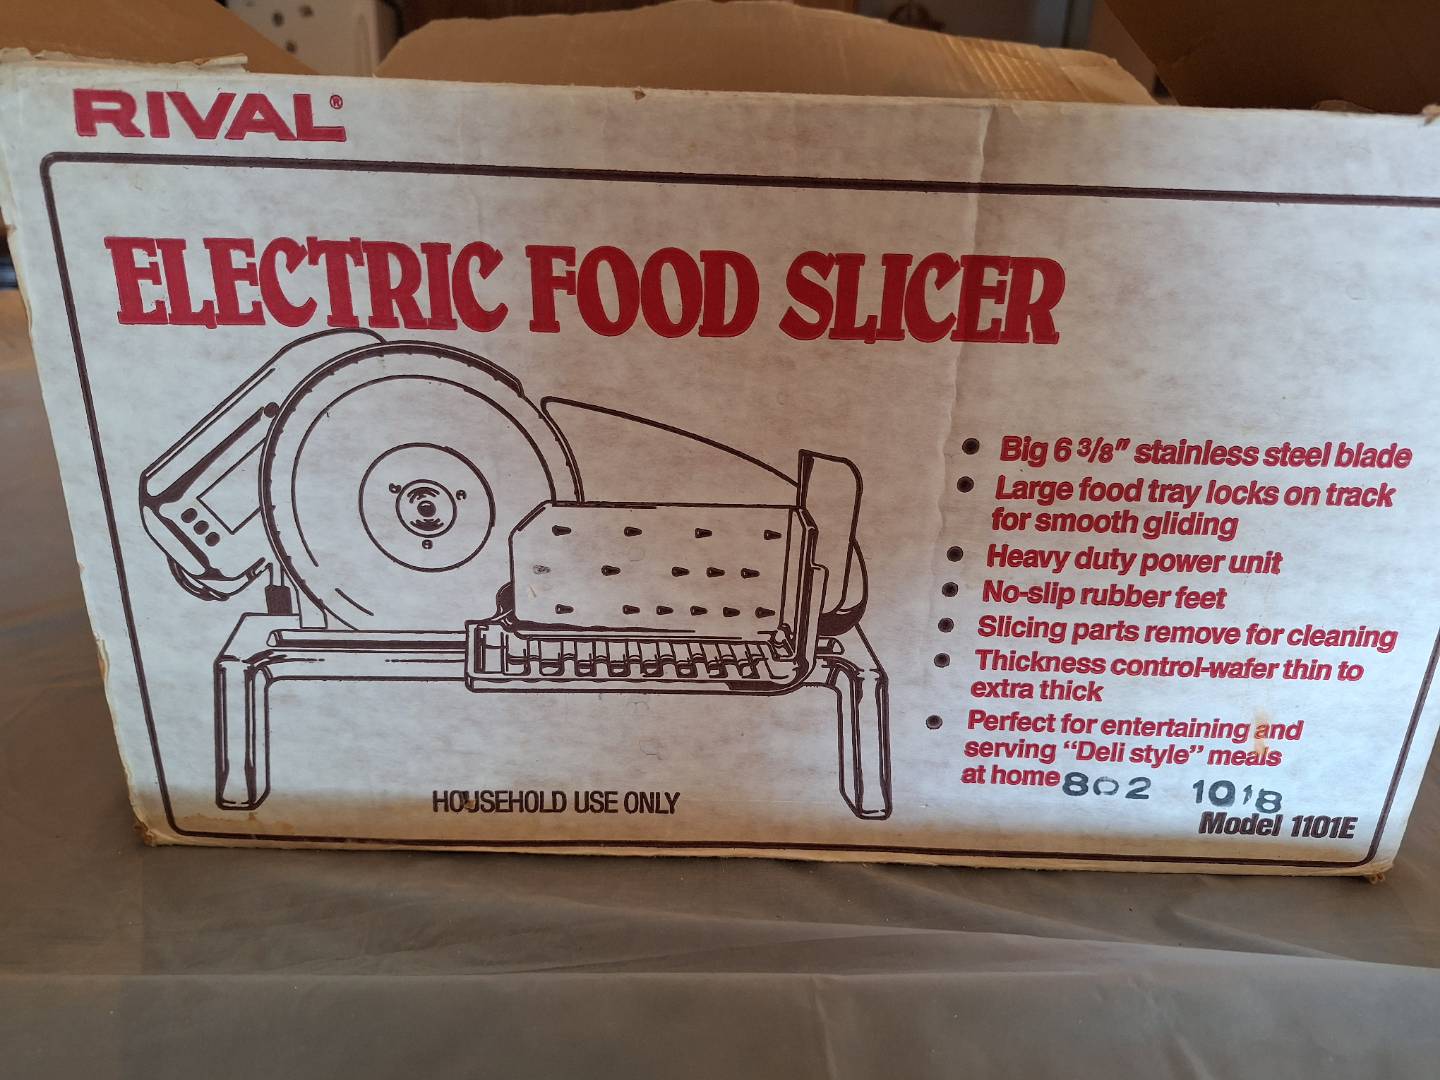 RIVAL®
ELECTRIC FOOD SLICER
• Big 6 3/8" stainless steel blade
• Large food tray locks on track
for smooth gliding
• Heavy duty power unit
• No-slip rubber feet
• Slicing parts remove for cleaning
• Thickness control-wafer thin to
extra thick
• Perfect for entertaining and
serving “Deli style” meals
at home
802 1018
HOUSEHOLD USE ONLY
Model 1101E